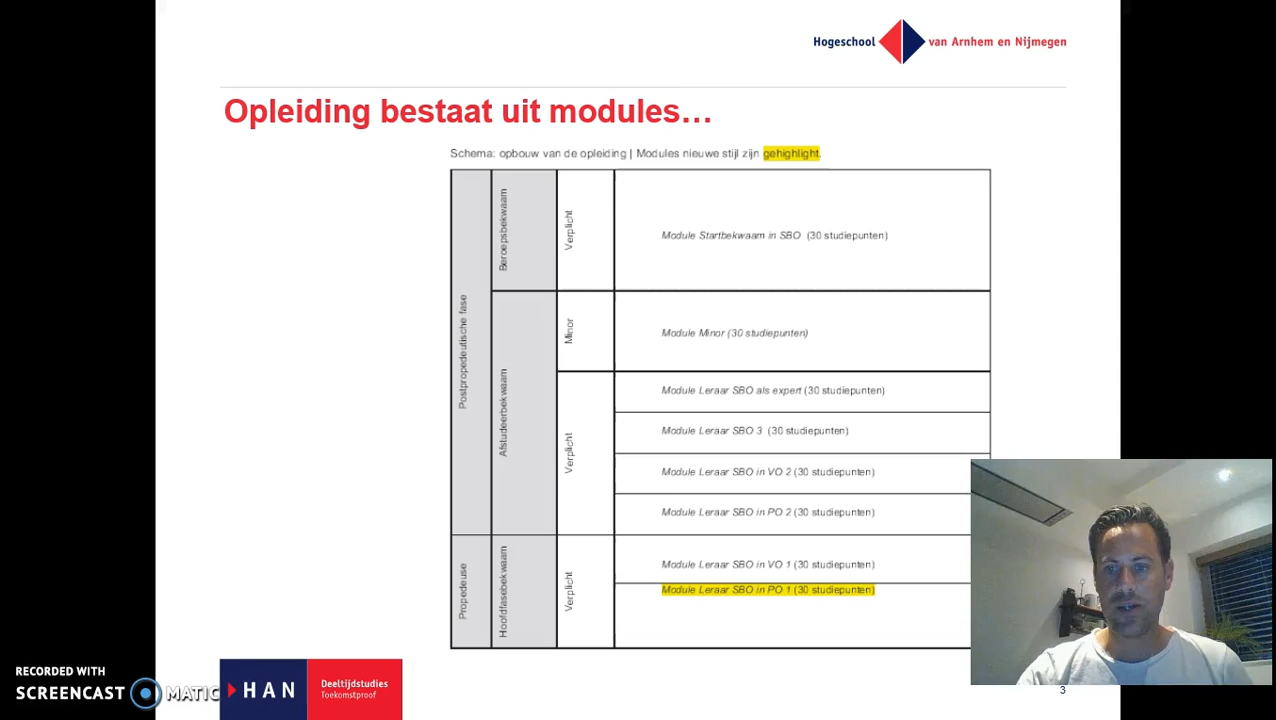 Hogeschool van Arnhem en Nijmegen
Opleiding bestaat uit modules…
Schema: opbouw van de opleiding | Modules nieuwe stijl zijn gehighlight.
Postpropedeutische fase
Beroepsbekwaam
Verplicht
Module Startbekwaam in SBO (30 studiepunten)
Afstudeerbekwaam
Minor
Module Minor (30 studiepunten)
Verplicht
Module Leraar SBO als expert (30 studiepunten)
Module Leraar SBO 3 (30 studiepunten)
Module Leraar SBO in VO 2 (30 studiepunten)
Module Leraar SBO in PO 2 (30 studiepunten)
Propedeuse
Hoofdfasebekwaam
Verplicht
Module Leraar SBO in VO 1 (30 studiepunten)
Module Leraar SBO in PO 1 (30 studiepunten)
RECORDED WITH
SCREENCAST MATIC
HAN
Deeltijdstudies
Toekomstproof
3